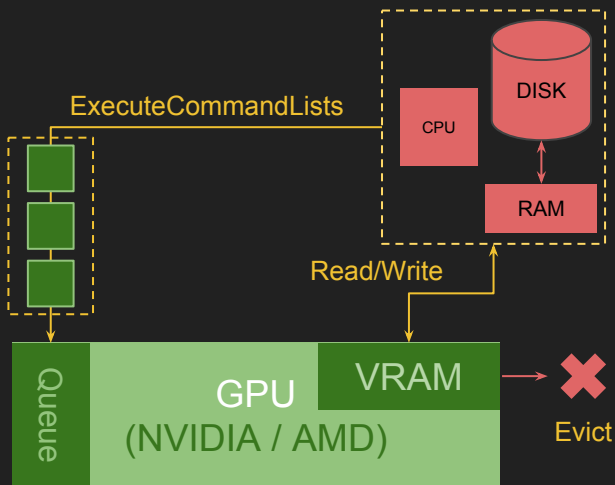 ExecuteCommandLists
CPU
DISK
RAM
Read/Write
Queue
GPU
(NVIDIA / AMD)
VRAM
Evict